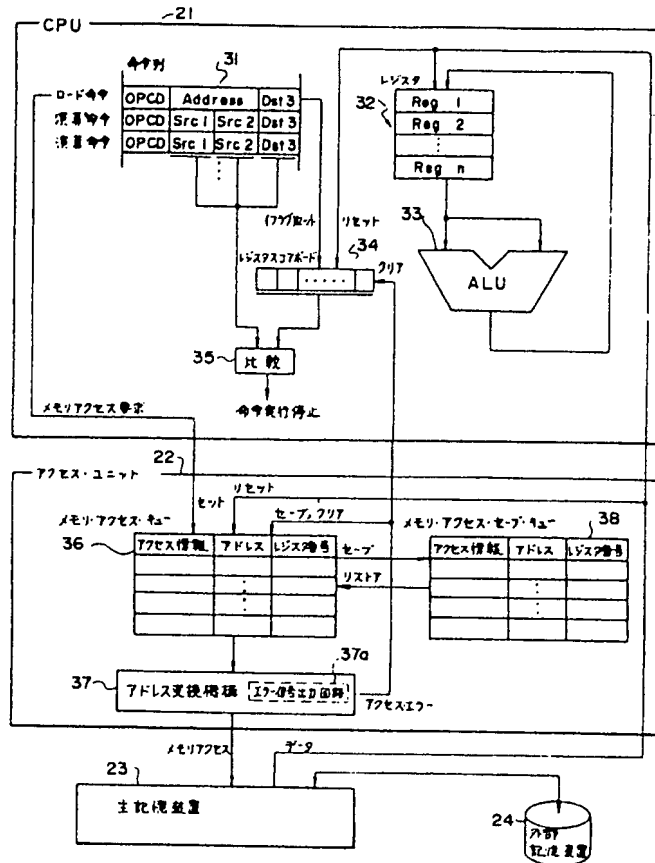 CPU
21
命令列
31
ロード命令
OPCD Address Dst 3
演算命令
OPCD Src 1 Src 2 Dst 3
演算命令
OPCD Src 1 Src 2 Dst 3
レジスタ
32
Reg 1
Reg 2
Reg n
33
ALU
リセット
34
レジスタスコアボード
クリア
35
比較
命令実行停止
メモリアクセス要求
アクセス・ユニット
22
セット
リセット
セーブ,クリア
メモリ・アクセス・キュー
36
アクセス情報 アドレス レジスタ番号
セーブ
リストア
メモリ・アクセス・セーブ・キュー
38
アクセス情報 アドレス レジスタ番号
37
アドレス変換機構
エラー信号出力回路
37a
アクセスエラー
メモリアクセス
データ
23
主記憶装置
24
外部
記憶装置